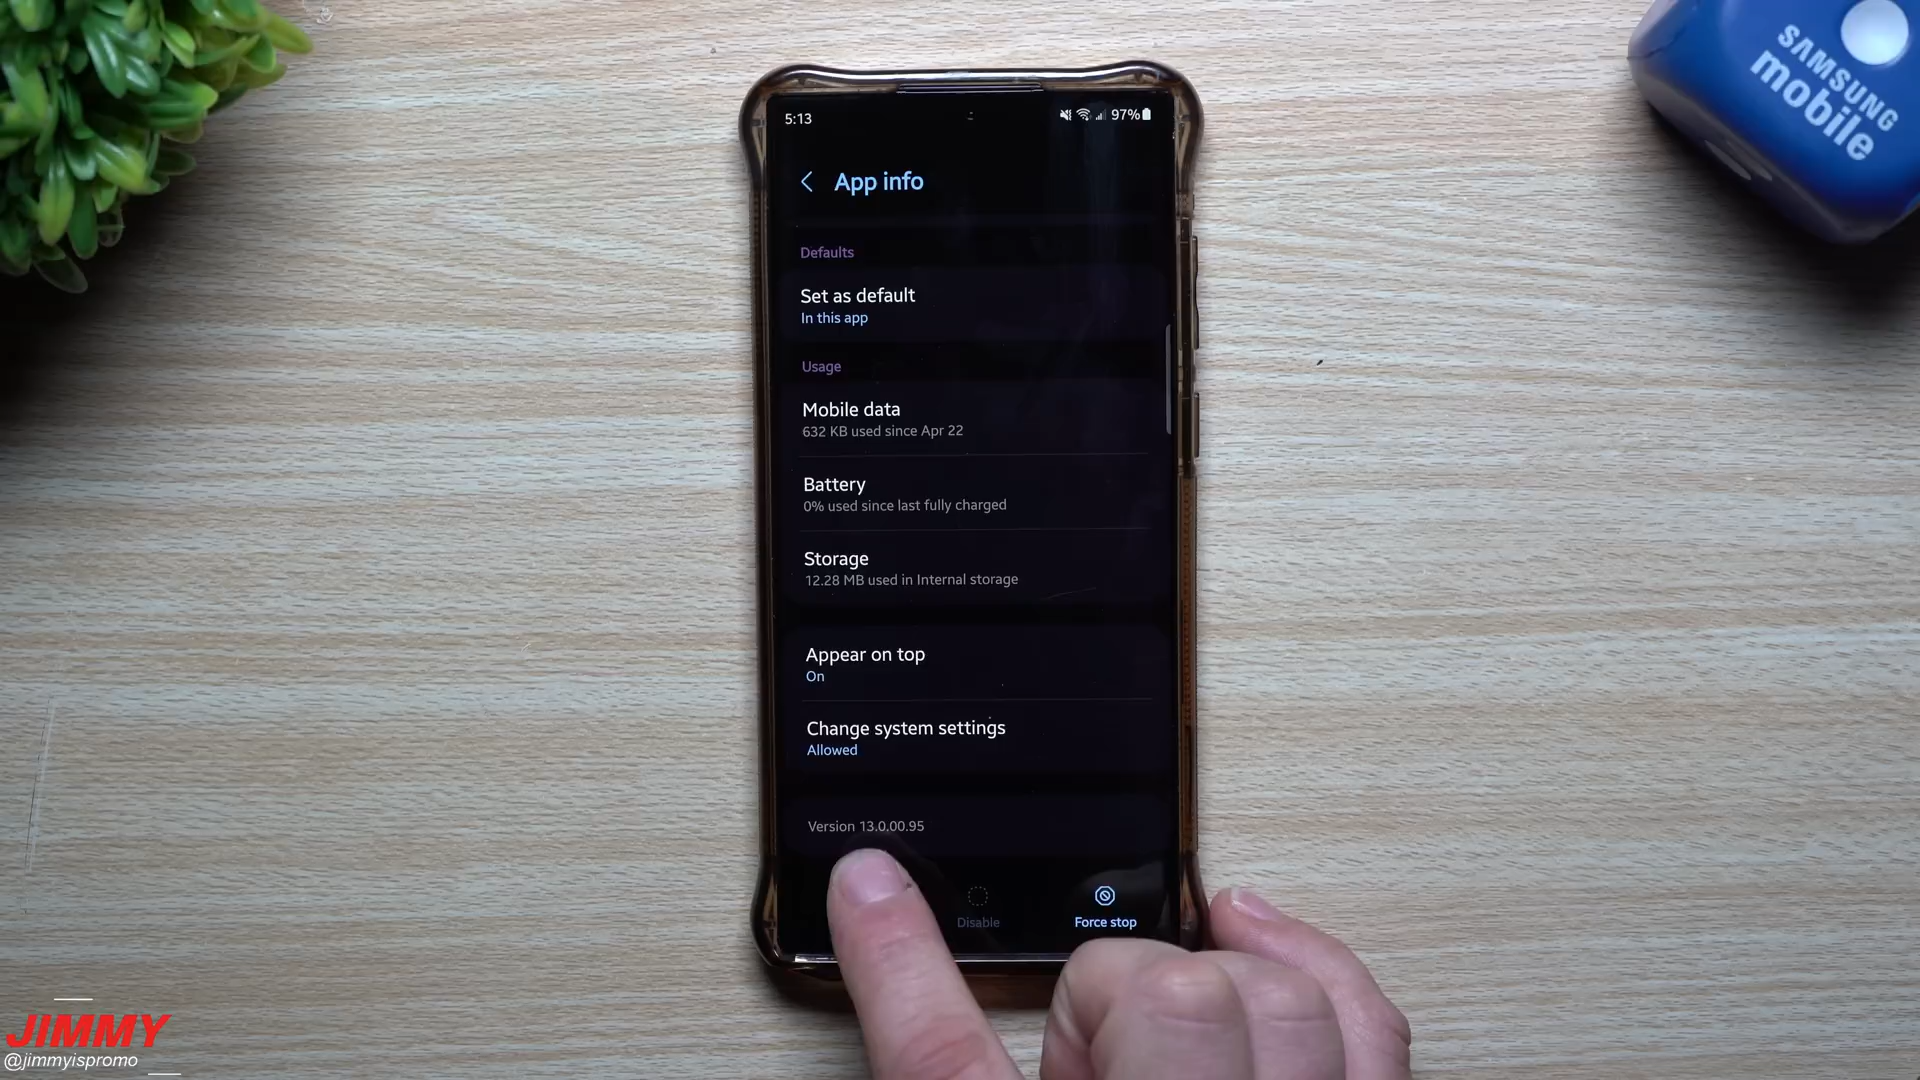 5:13
97%
App info
Defaults
Set as default
In this app
Usage
Mobile data
632 KB used since Apr 22
Battery
0% used since last fully charged
Storage
12.28 MB used in Internal storage
Appear on top
On
Change system settings
Allowed
Version 13.0.00.95
Disable
Force stop
SAMSUNG
mobile
JIMMY
@jimmyispromo